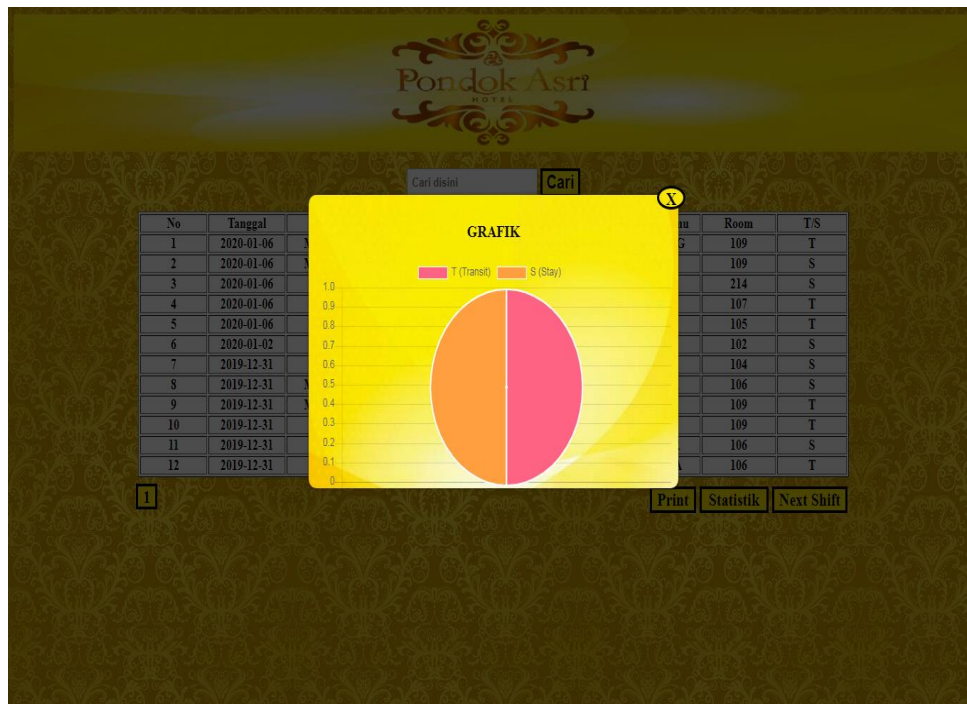 Pondok Asri
HOTEL
Cari disini Cari
X
GRAFIK
T (Transit) S (Stay)
1.0
0.9
0.8
0.7
0.6
0.5
0.4
0.3
0.2
0.1
0
No Tanggal Room T/S
1 2020-01-06 109 T
2 2020-01-06 109 S
3 2020-01-06 214 S
4 2020-01-06 107 T
5 2020-01-06 105 T
6 2020-01-02 102 S
7 2019-12-31 104 S
8 2019-12-31 106 S
9 2019-12-31 109 T
10 2019-12-31 109 T
11 2019-12-31 106 S
12 2019-12-31 106 T
1 Print Statistik Next Shift